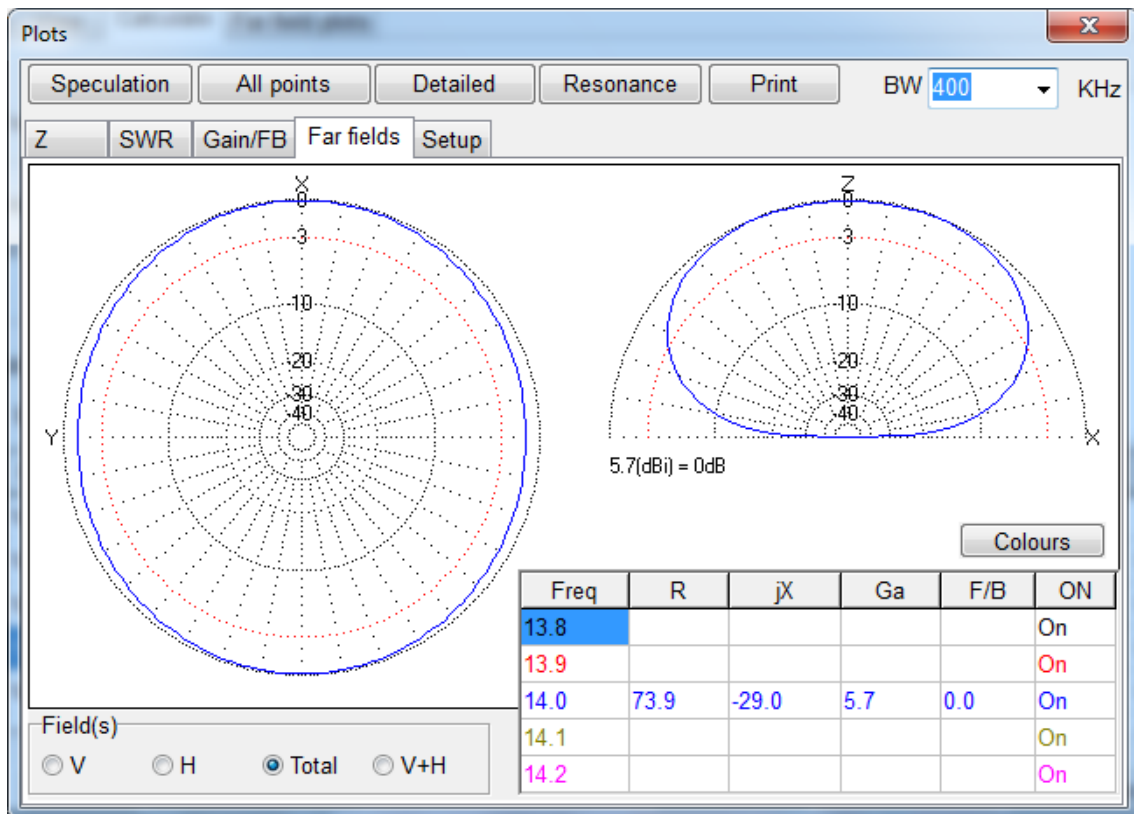 Plots
Speculation All points Detailed Resonance Print BW 400 KHz
Z SWR Gain/FB Far fields Setup
X
0
-3
-10
-20
-30
-40
Y
Z
0
-3
-10
-20
-30
-40
X
5.7(dBi) = 0dB
Colours
Freq R jX Ga F/B ON
13.8 On
13.9 On
14.0 73.9 -29.0 5.7 0.0 On
14.1 On
14.2 On
Field(s)
V H Total V+H